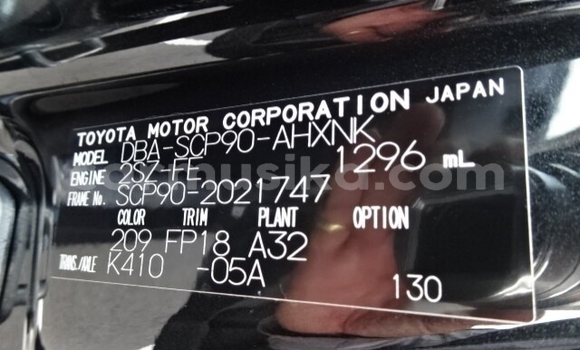 TOYOTA MOTOR CORPORATION JAPAN
MODEL DBA-SCP90-AHXNK
ENGINE 2SZ-FE 1296 mL
FRAME No. SCP90-2021747
COLOR TRIM PLANT OPTION
209 FP18 A32
TRANS./AXLE K410 -05A
130